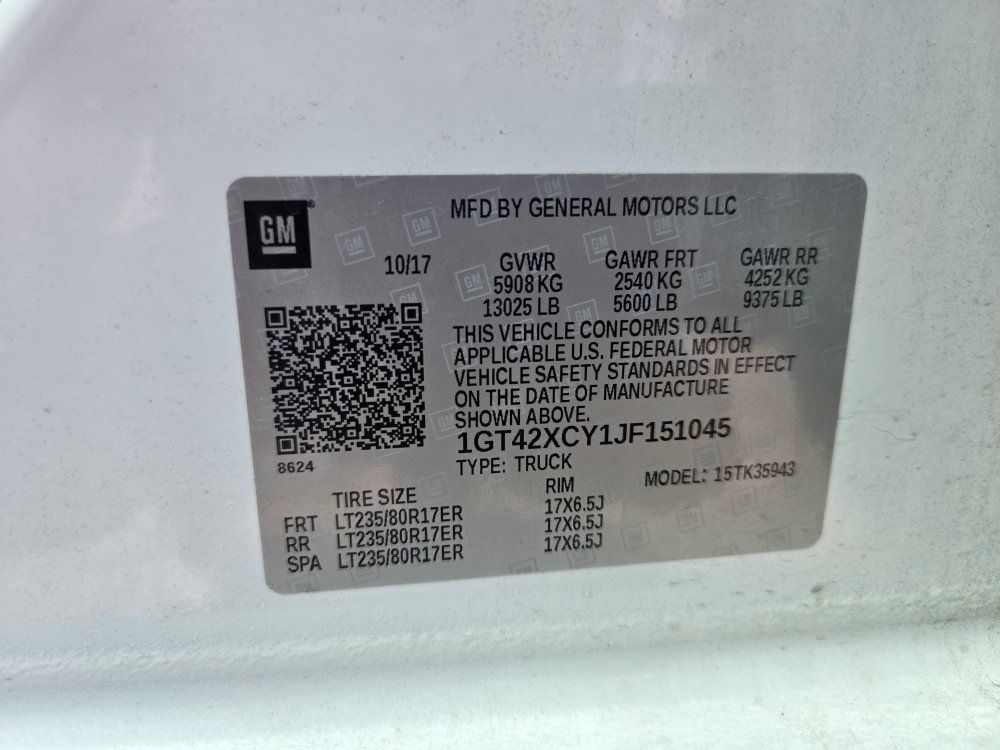 GM
MFD BY GENERAL MOTORS LLC
10/17
GVWR GAWR FRT GAWR RR
5908 KG 2540 KG 4252 KG
13025 LB 5600 LB 9375 LB
THIS VEHICLE CONFORMS TO ALL
APPLICABLE U.S. FEDERAL MOTOR
VEHICLE SAFETY STANDARDS IN EFFECT
ON THE DATE OF MANUFACTURE
SHOWN ABOVE.
1GT42XCY1JF151045
8624
TYPE: TRUCK MODEL: 15TK35943
TIRE SIZE RIM
FRT LT235/80R17ER 17X6.5J
RR LT235/80R17ER 17X6.5J
SPA LT235/80R17ER 17X6.5J